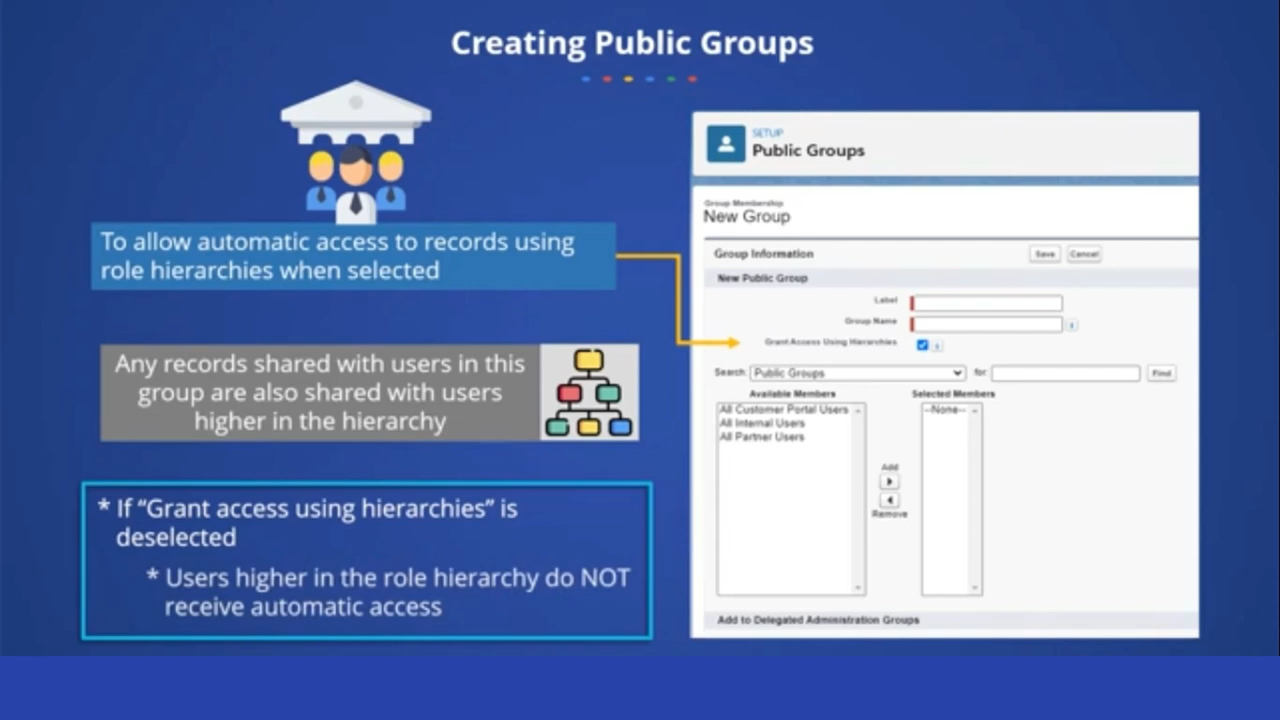 Creating Public Groups
To allow automatic access to records using
role hierarchies when selected
Any records shared with users in this
group are also shared with users
higher in the hierarchy
* If “Grant access using hierarchies” is
deselected
* Users higher in the role hierarchy do NOT
receive automatic access
SETUP
Public Groups
Group Membership
New Group
Group Information
Save Cancel
New Public Group
Label
Group Name
Grant Access Using Hierarchies
Search: Public Groups for: Find
Available Members Selected Members
All Customer Portal Users --None--
All Internal Users
All Partner Users
Add
Remove
Add to Delegated Administration Groups